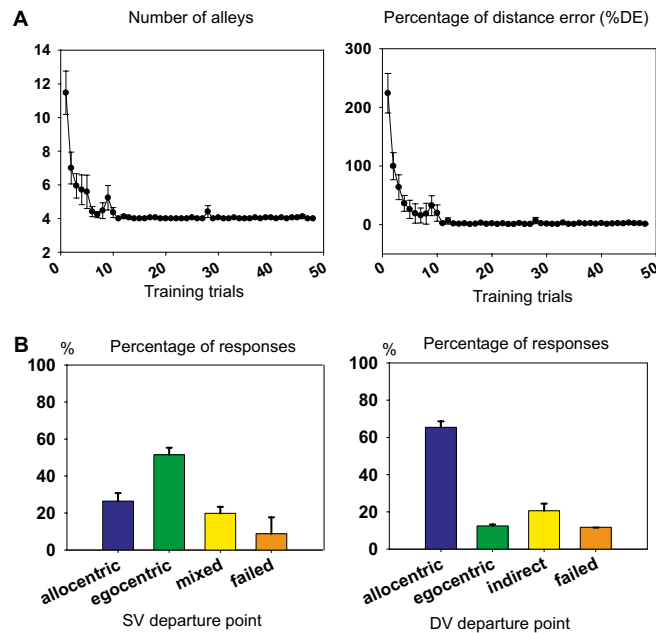 A
Number of alleys
Percentage of distance error (%DE)
14
12
10
8
6
4
2
0 10 20 30 40 50
Training trials
300
200
100
0
0 10 20 30 40 50
Training trials
B
% Percentage of responses
100
80
60
40
20
0
allocentric egocentric mixed failed
SV departure point
% Percentage of responses
100
80
60
40
20
0
allocentric egocentric indirect failed
DV departure point